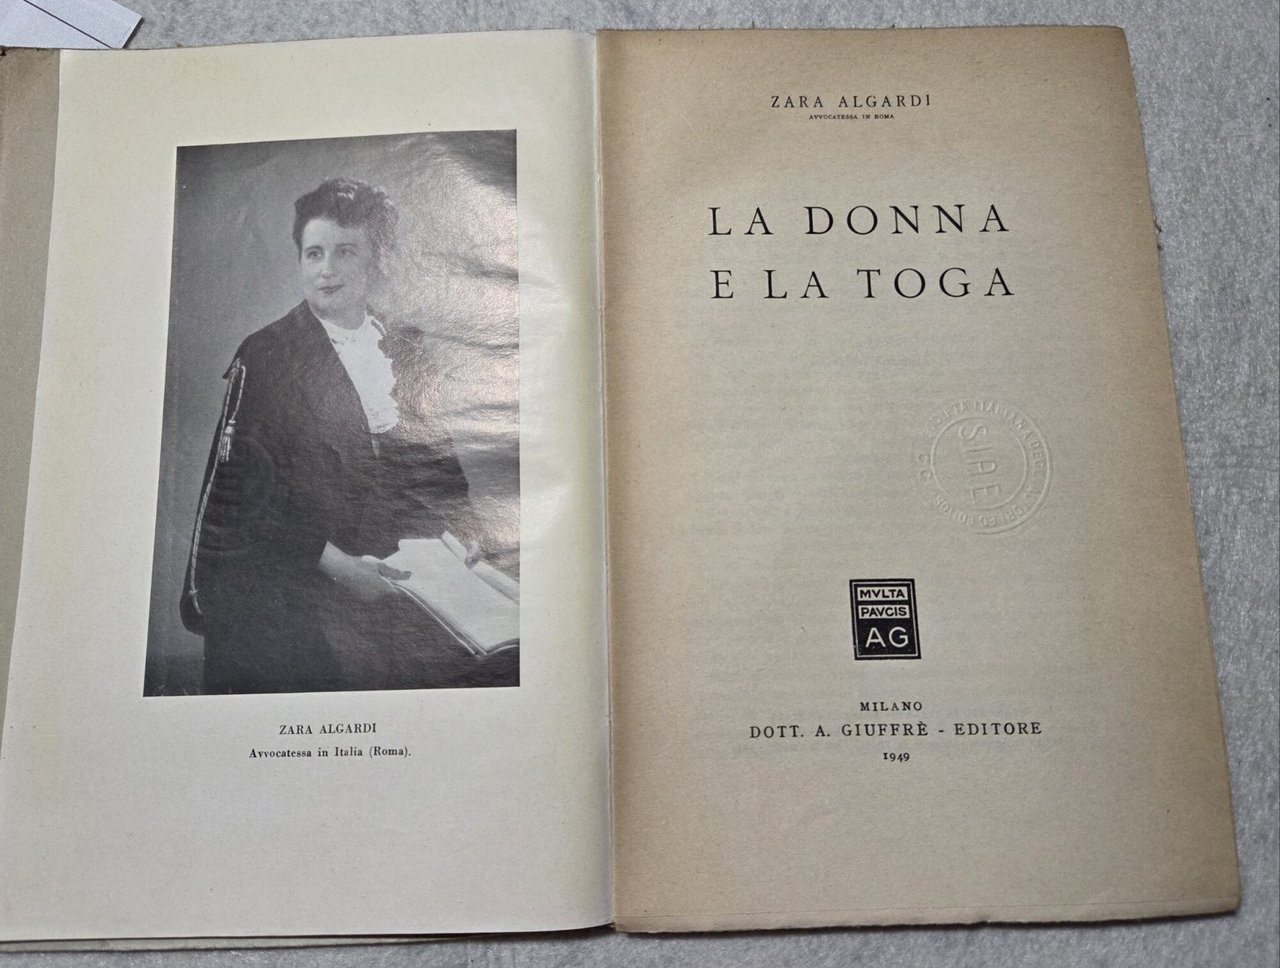 ZARA ALGARDI
Avvocatessa in Italia (Roma).
ZARA ALGARDI
AVVOCATESSA IN ROMA
LA DONNA
E LA TOGA
SIAE
MVLTA
PAVCIS
AG
MILANO
DOTT. A. GIUFFRÈ - EDITORE
1949